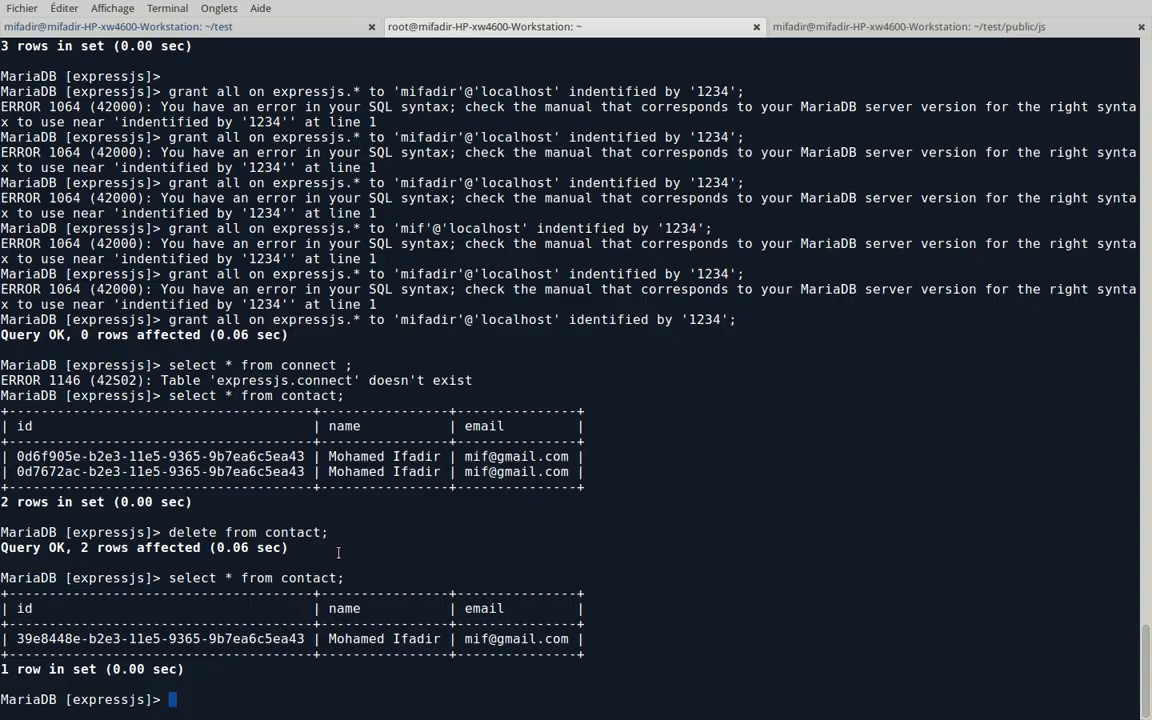 Fichier Éditer Affichage Terminal Onglets Aide
mifadir@mifadir-HP-xw4600-Workstation: ~/test × root@mifadir-HP-xw4600-Workstation: ~ × mifadir@mifadir-HP-xw4600-Workstation: ~/test/public/js ×
3 rows in set (0.00 sec)
MariaDB [expressjs]>
MariaDB [expressjs]> grant all on expressjs.* to 'mifadir'@'localhost' indentified by '1234';
ERROR 1064 (42000): You have an error in your SQL syntax; check the manual that corresponds to your MariaDB server version for the right synta
x to use near 'indentified by '1234'' at line 1
MariaDB [expressjs]> grant all on expressjs.* to 'mifadir'@'localhost' indentified by '1234';
ERROR 1064 (42000): You have an error in your SQL syntax; check the manual that corresponds to your MariaDB server version for the right synta
x to use near 'indentified by '1234'' at line 1
MariaDB [expressjs]> grant all on expressjs.* to 'mifadir'@'localhost' indentified by '1234';
ERROR 1064 (42000): You have an error in your SQL syntax; check the manual that corresponds to your MariaDB server version for the right synta
x to use near 'indentified by '1234'' at line 1
MariaDB [expressjs]> grant all on expressjs.* to 'mif'@'localhost' indentified by '1234';
ERROR 1064 (42000): You have an error in your SQL syntax; check the manual that corresponds to your MariaDB server version for the right synta
x to use near 'indentified by '1234'' at line 1
MariaDB [expressjs]> grant all on expressjs.* to 'mifadir'@'localhost' indentified by '1234';
ERROR 1064 (42000): You have an error in your SQL syntax; check the manual that corresponds to your MariaDB server version for the right synta
x to use near 'indentified by '1234'' at line 1
MariaDB [expressjs]> grant all on expressjs.* to 'mifadir'@'localhost' identified by '1234';
Query OK, 0 rows affected (0.06 sec)
MariaDB [expressjs]> select * from connect ;
ERROR 1146 (42S02): Table 'expressjs.connect' doesn't exist
MariaDB [expressjs]> select * from contact;
+--------------------------------------+----------------+---------------+
| id | name | email |
+--------------------------------------+----------------+---------------+
| 0d6f905e-b2e3-11e5-9365-9b7ea6c5ea43 | Mohamed Ifadir | mif@gmail.com |
| 0d7672ac-b2e3-11e5-9365-9b7ea6c5ea43 | Mohamed Ifadir | mif@gmail.com |
+--------------------------------------+----------------+---------------+
2 rows in set (0.00 sec)
MariaDB [expressjs]> delete from contact;
Query OK, 2 rows affected (0.06 sec)
MariaDB [expressjs]> select * from contact;
+--------------------------------------+----------------+---------------+
| id | name | email |
+--------------------------------------+----------------+---------------+
| 39e8448e-b2e3-11e5-9365-9b7ea6c5ea43 | Mohamed Ifadir | mif@gmail.com |
+--------------------------------------+----------------+---------------+
1 row in set (0.00 sec)
MariaDB [expressjs]>